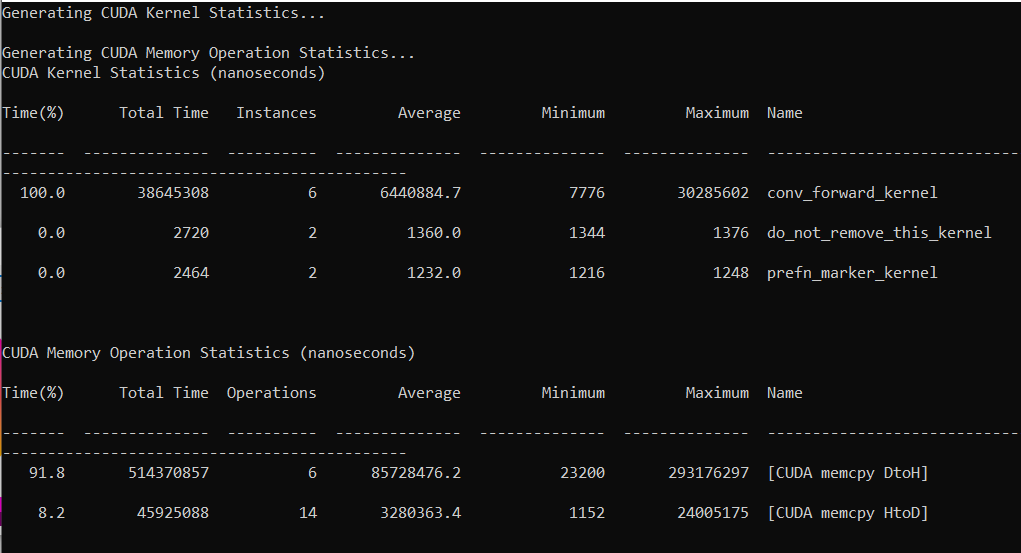 Generating CUDA Kernel Statistics...
Generating CUDA Memory Operation Statistics...
CUDA Kernel Statistics (nanoseconds)
Time(%)      Total Time   Instances         Average         Minimum         Maximum  Name
-------  --------------  ----------  --------------  --------------  --------------  ----------------------------
---------------------------------------------
  100.0        38645308           6       6440884.7            7776        30285602  conv_forward_kernel
    0.0            2720           2          1360.0            1344            1376  do_not_remove_this_kernel
    0.0            2464           2          1232.0            1216            1248  prefn_marker_kernel
CUDA Memory Operation Statistics (nanoseconds)
Time(%)      Total Time  Operations         Average         Minimum         Maximum  Name
-------  --------------  ----------  --------------  --------------  --------------  ----------------------------
---------------------------------------------
   91.8       514370857           6      85728476.2           23200       293176297  [CUDA memcpy DtoH]
    8.2        45925088          14       3280363.4            1152        24005175  [CUDA memcpy HtoD]